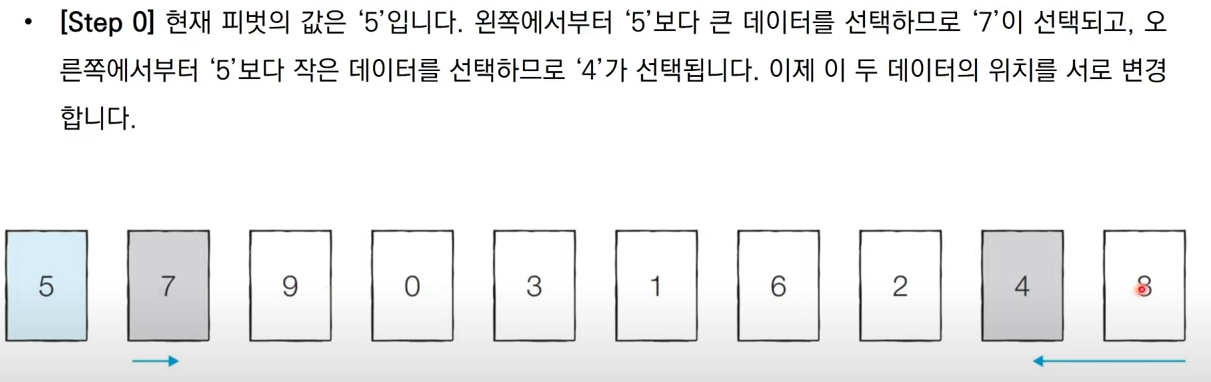 • [Step 0] 현재 피벗의 값은 ‘5’입니다. 왼쪽에서부터 ‘5’보다 큰 데이터를 선택하므로 ‘7’이 선택되고, 오
른쪽에서부터 ‘5’보다 작은 데이터를 선택하므로 ‘4’가 선택됩니다. 이제 이 두 데이터의 위치를 서로 변경
합니다.
5 7 9 0 3 1 6 2 4 8